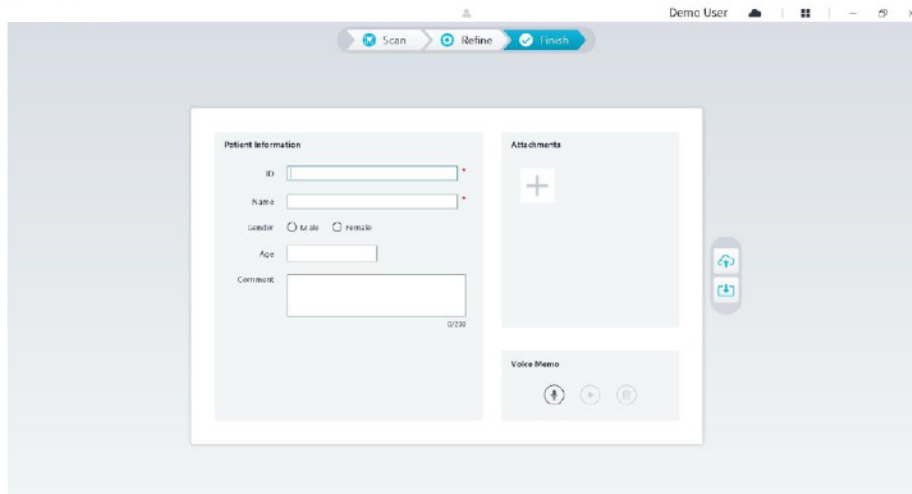 Demo User
Scan
Refine
Finish
Patient Information
ID
*
Name
*
Gender
Male
Female
Age
Comment
0/200
Attachments
Voice Memo